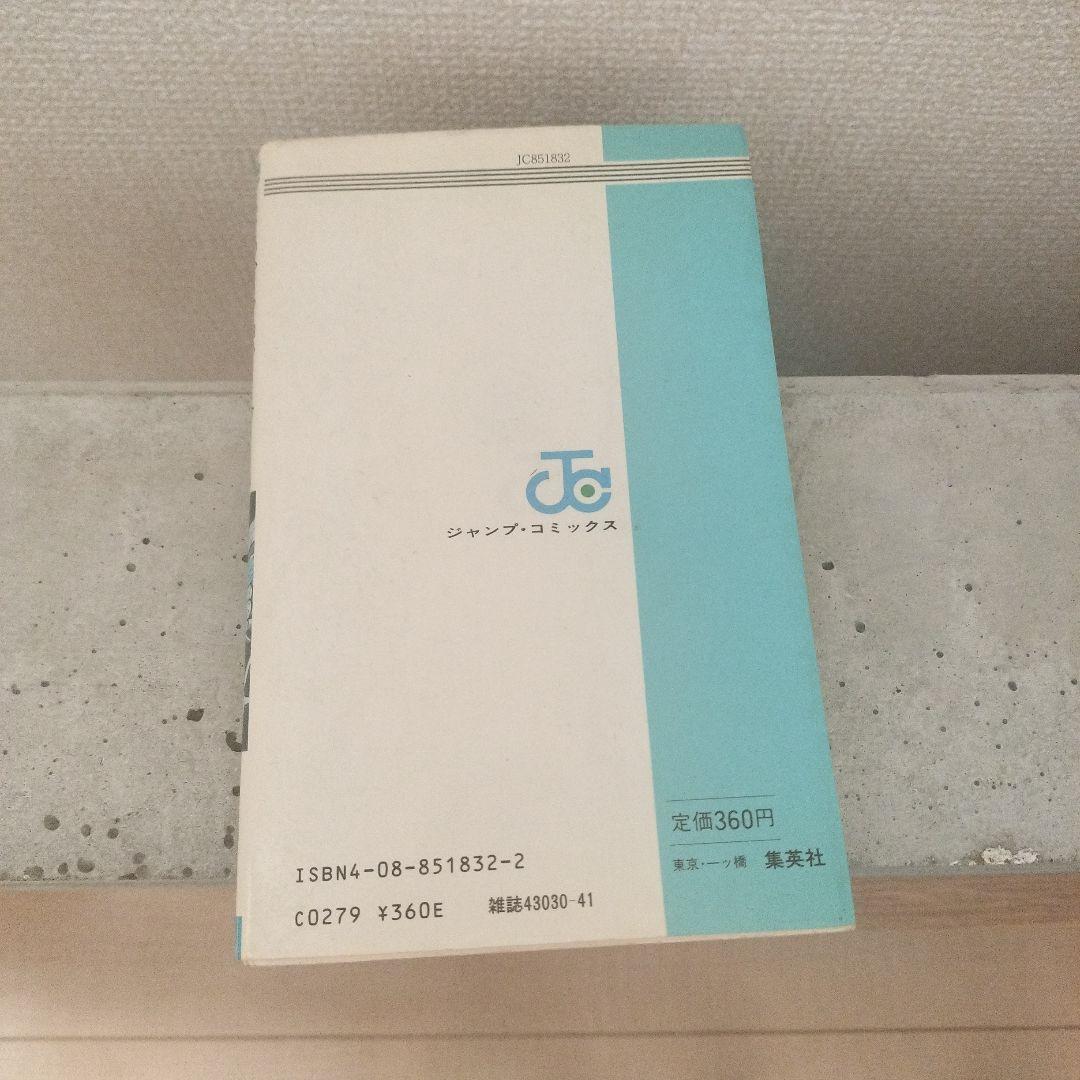 JC851832
JC
ジャンプ・コミックス
定価360円
東京・一ッ橋 集英社
ISBN4-08-851832-2
C0279 ¥360E 雑誌43030-41